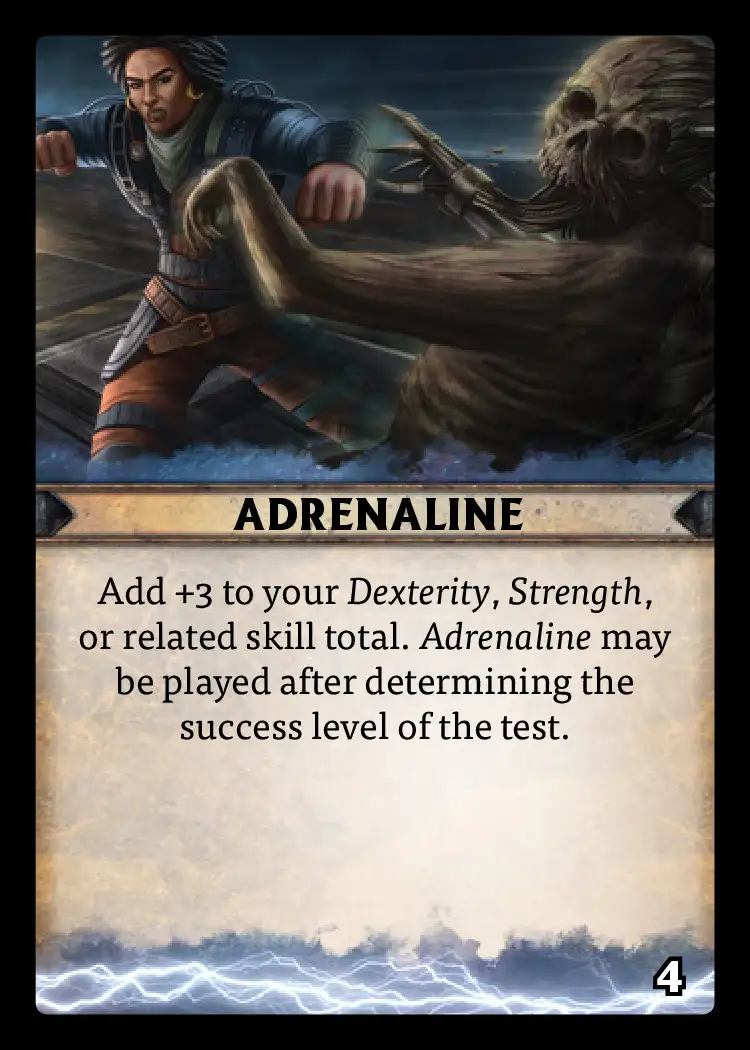 ADRENALINE
Add +3 to your Dexterity, Strength,
or related skill total. Adrenaline may
be played after determining the
success level of the test.
4